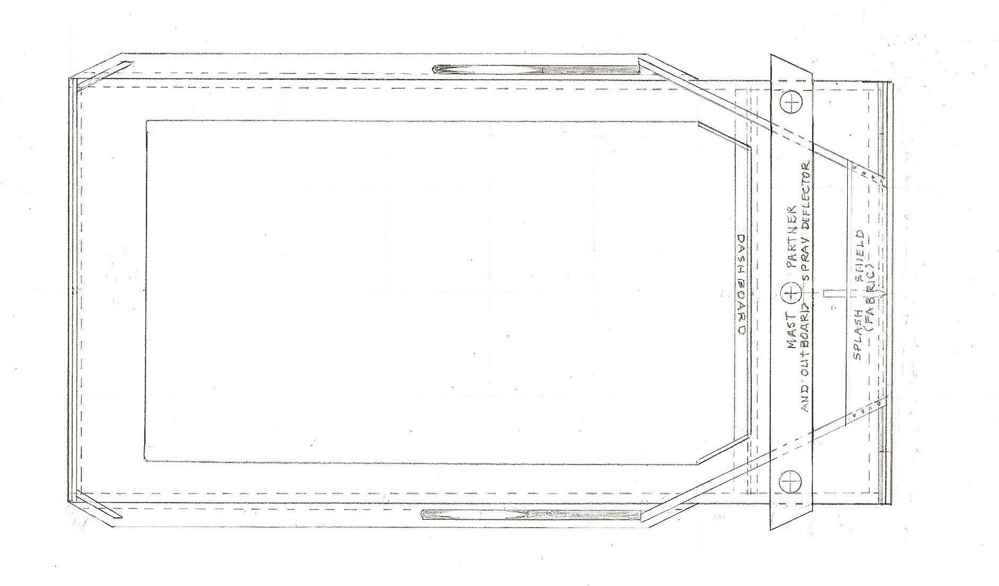 DASHBOARD
MAST PARTNER
AND OUTBOARD SPRAY DEFLECTOR
SPLASH SHIELD
(FABRIC)
?